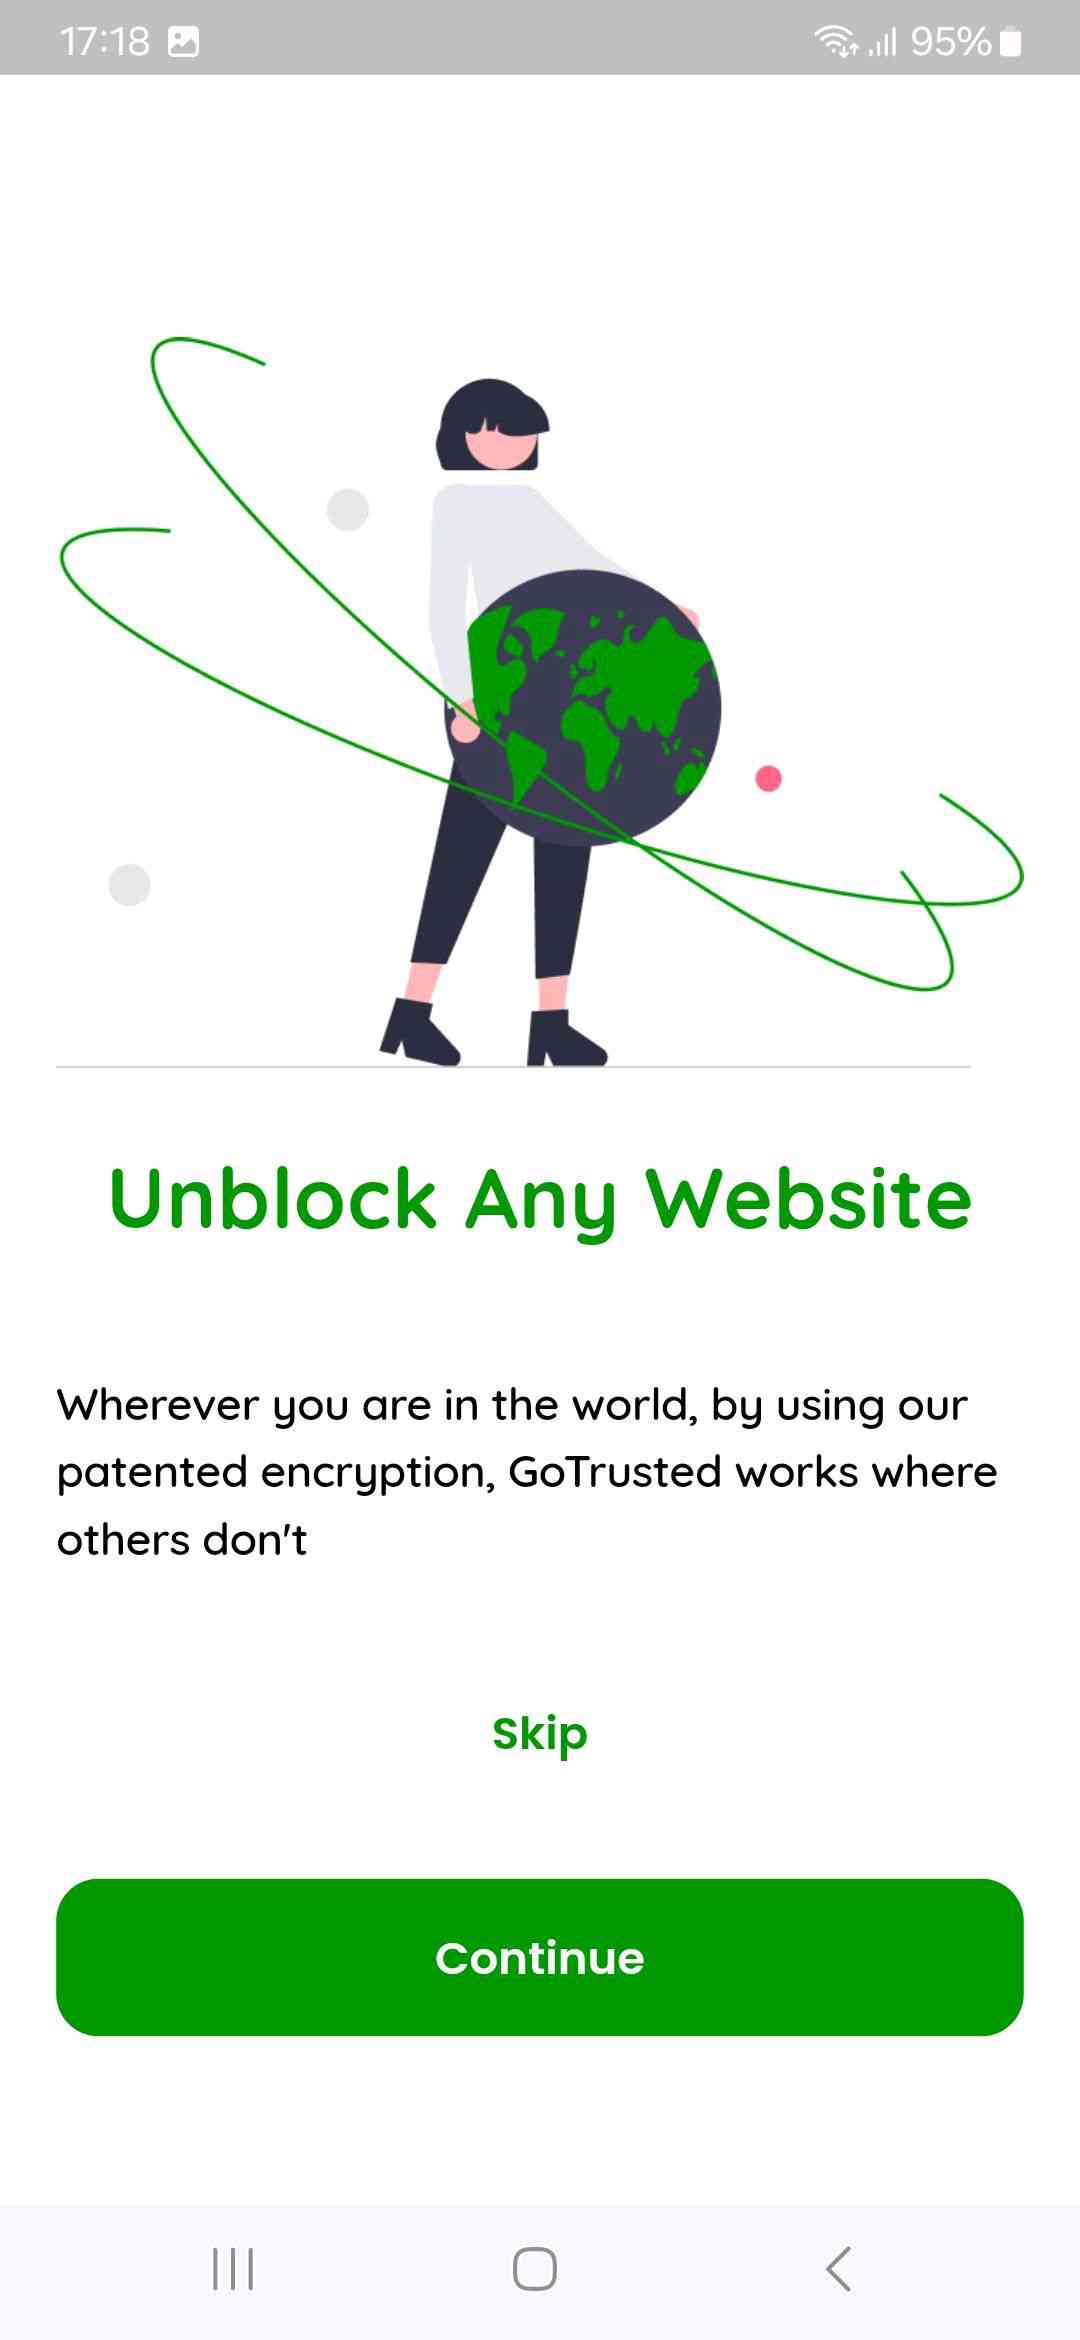 17:18 95%
Unblock Any Website
Wherever you are in the world, by using our
patented encryption, GoTrusted works where
others don't
Skip
Continue